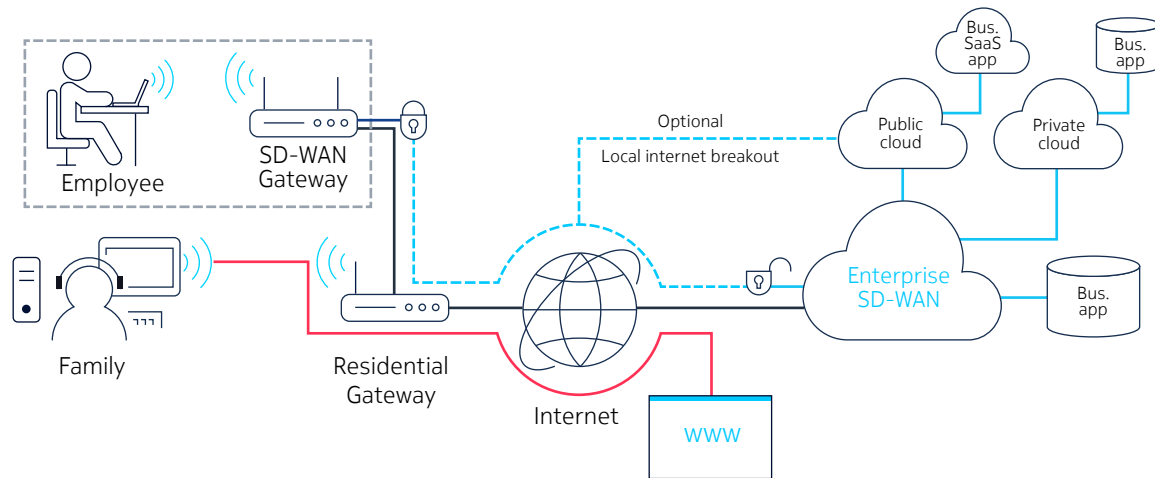 Bus.
SaaS
app
Bus.
app
Optional
Public
cloud
Private
cloud
SD-WAN
Gateway
Local internet breakout
Employee
Enterprise
SD-WAN
Bus.
app
Family
Residential
Gateway
Internet
WWW